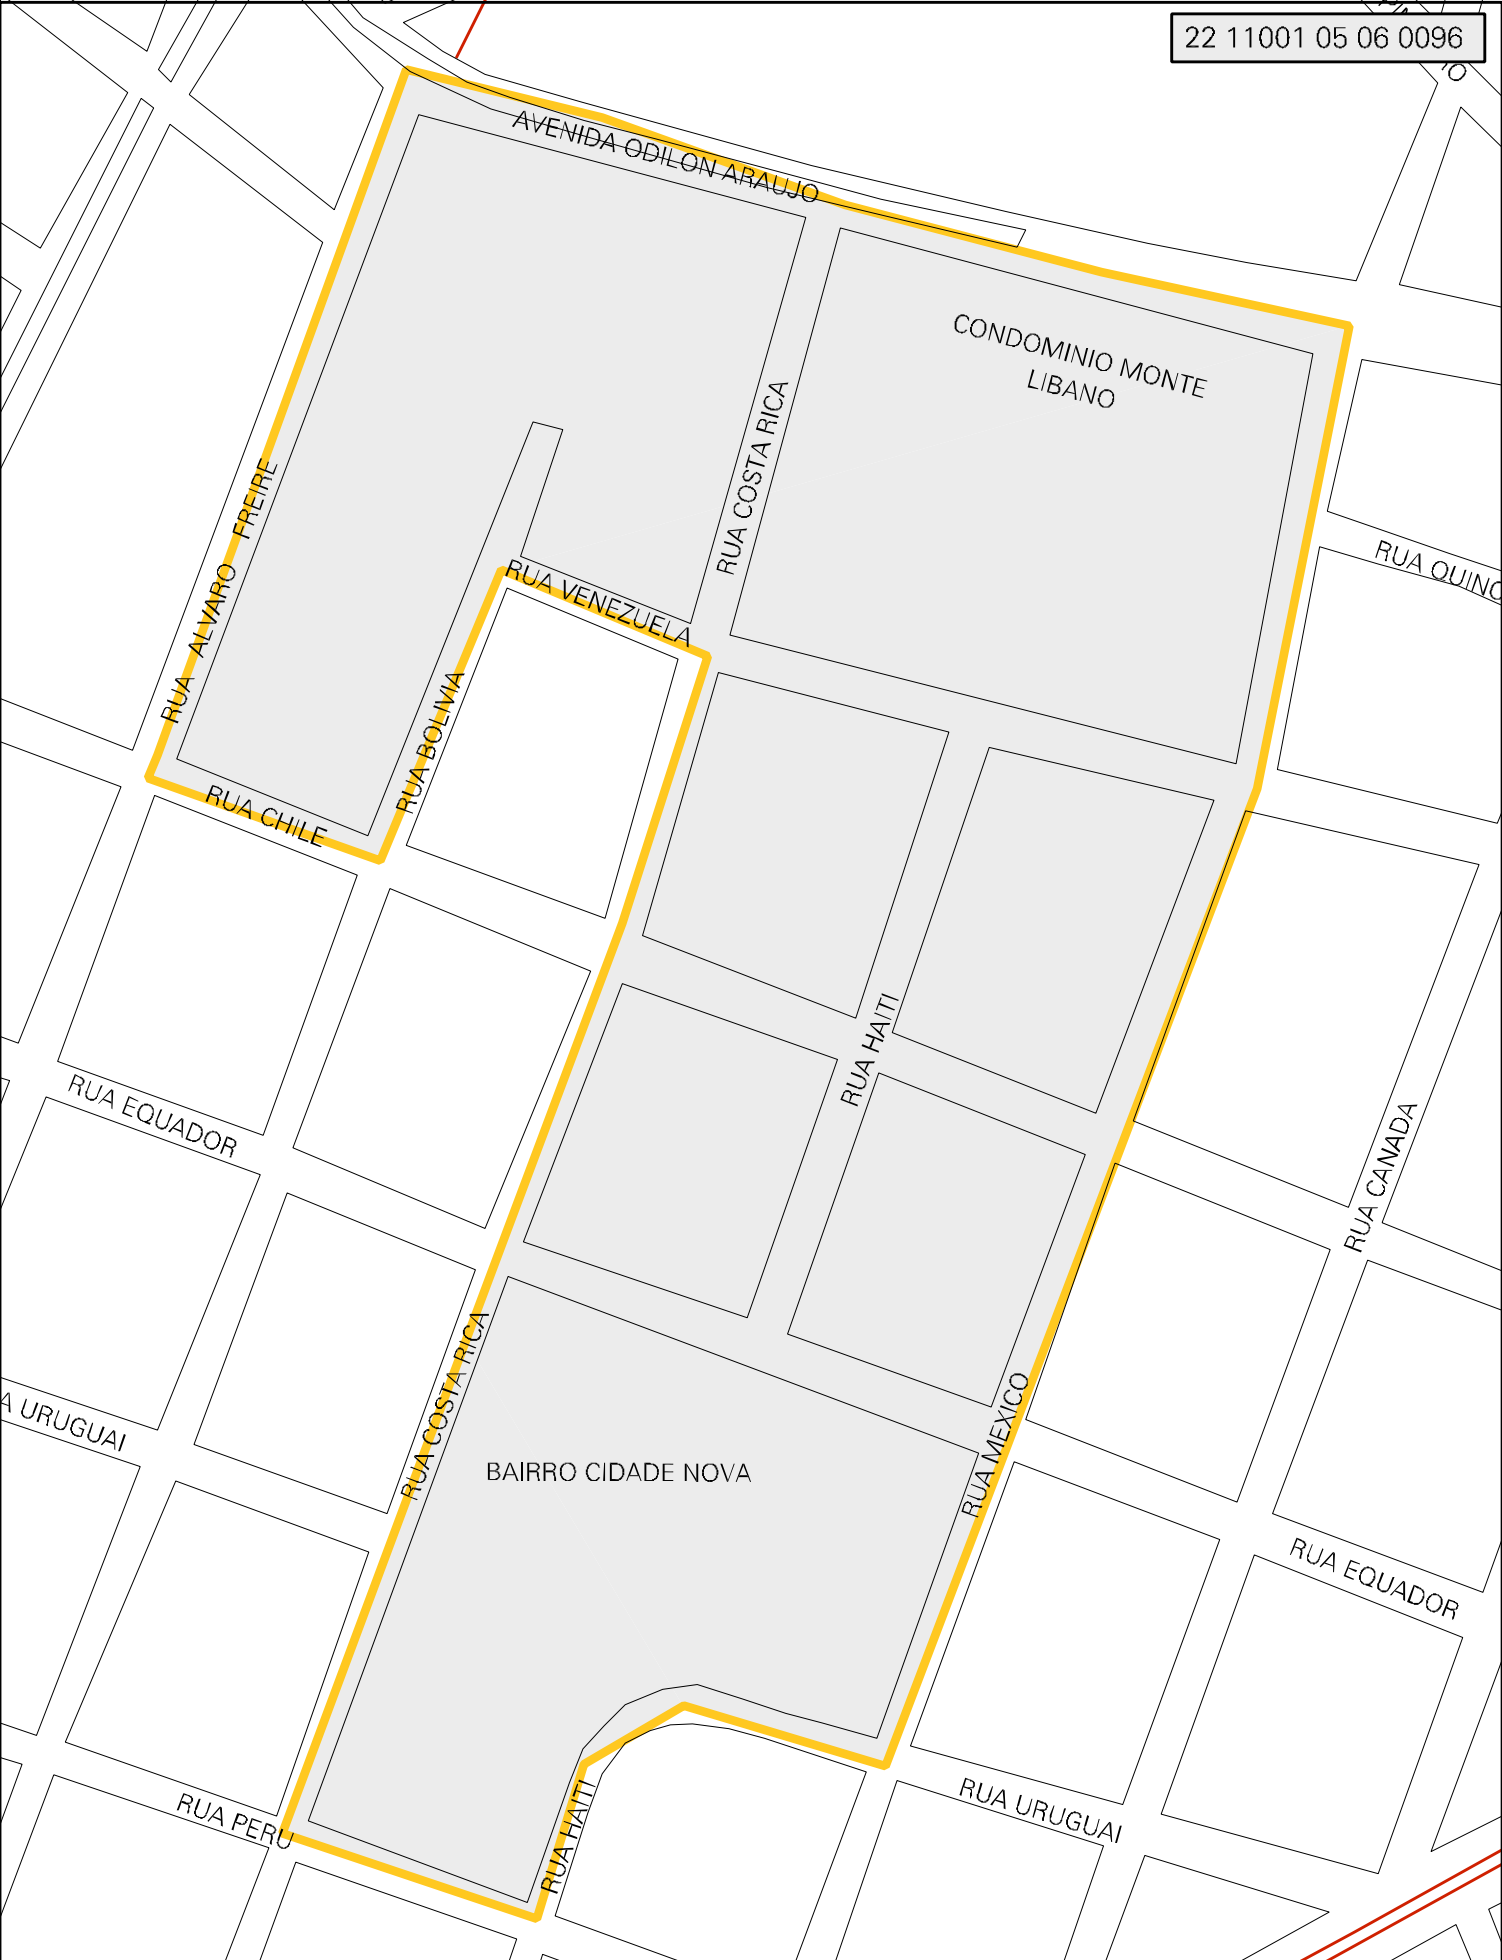 22 11001 05 06 0096
AVENIDA ODILON ARAUJO
CONDOMINIO MONTE
LIBANO
RUA COSTA RICA
RUA ALVARO FREIRE
RUA QUINC
RUA VENEZUELA
RUA BOLIVIA
RUA CHILE
RUA HAITI
RUA EQUADOR
RUA CANADA
RUA COSTA RICA
A URUGUAI
RUA MEXICO
BAIRRO CIDADE NOVA
RUA EQUADOR
RUA PERU
RUA HAITI
RUA URUGUAI